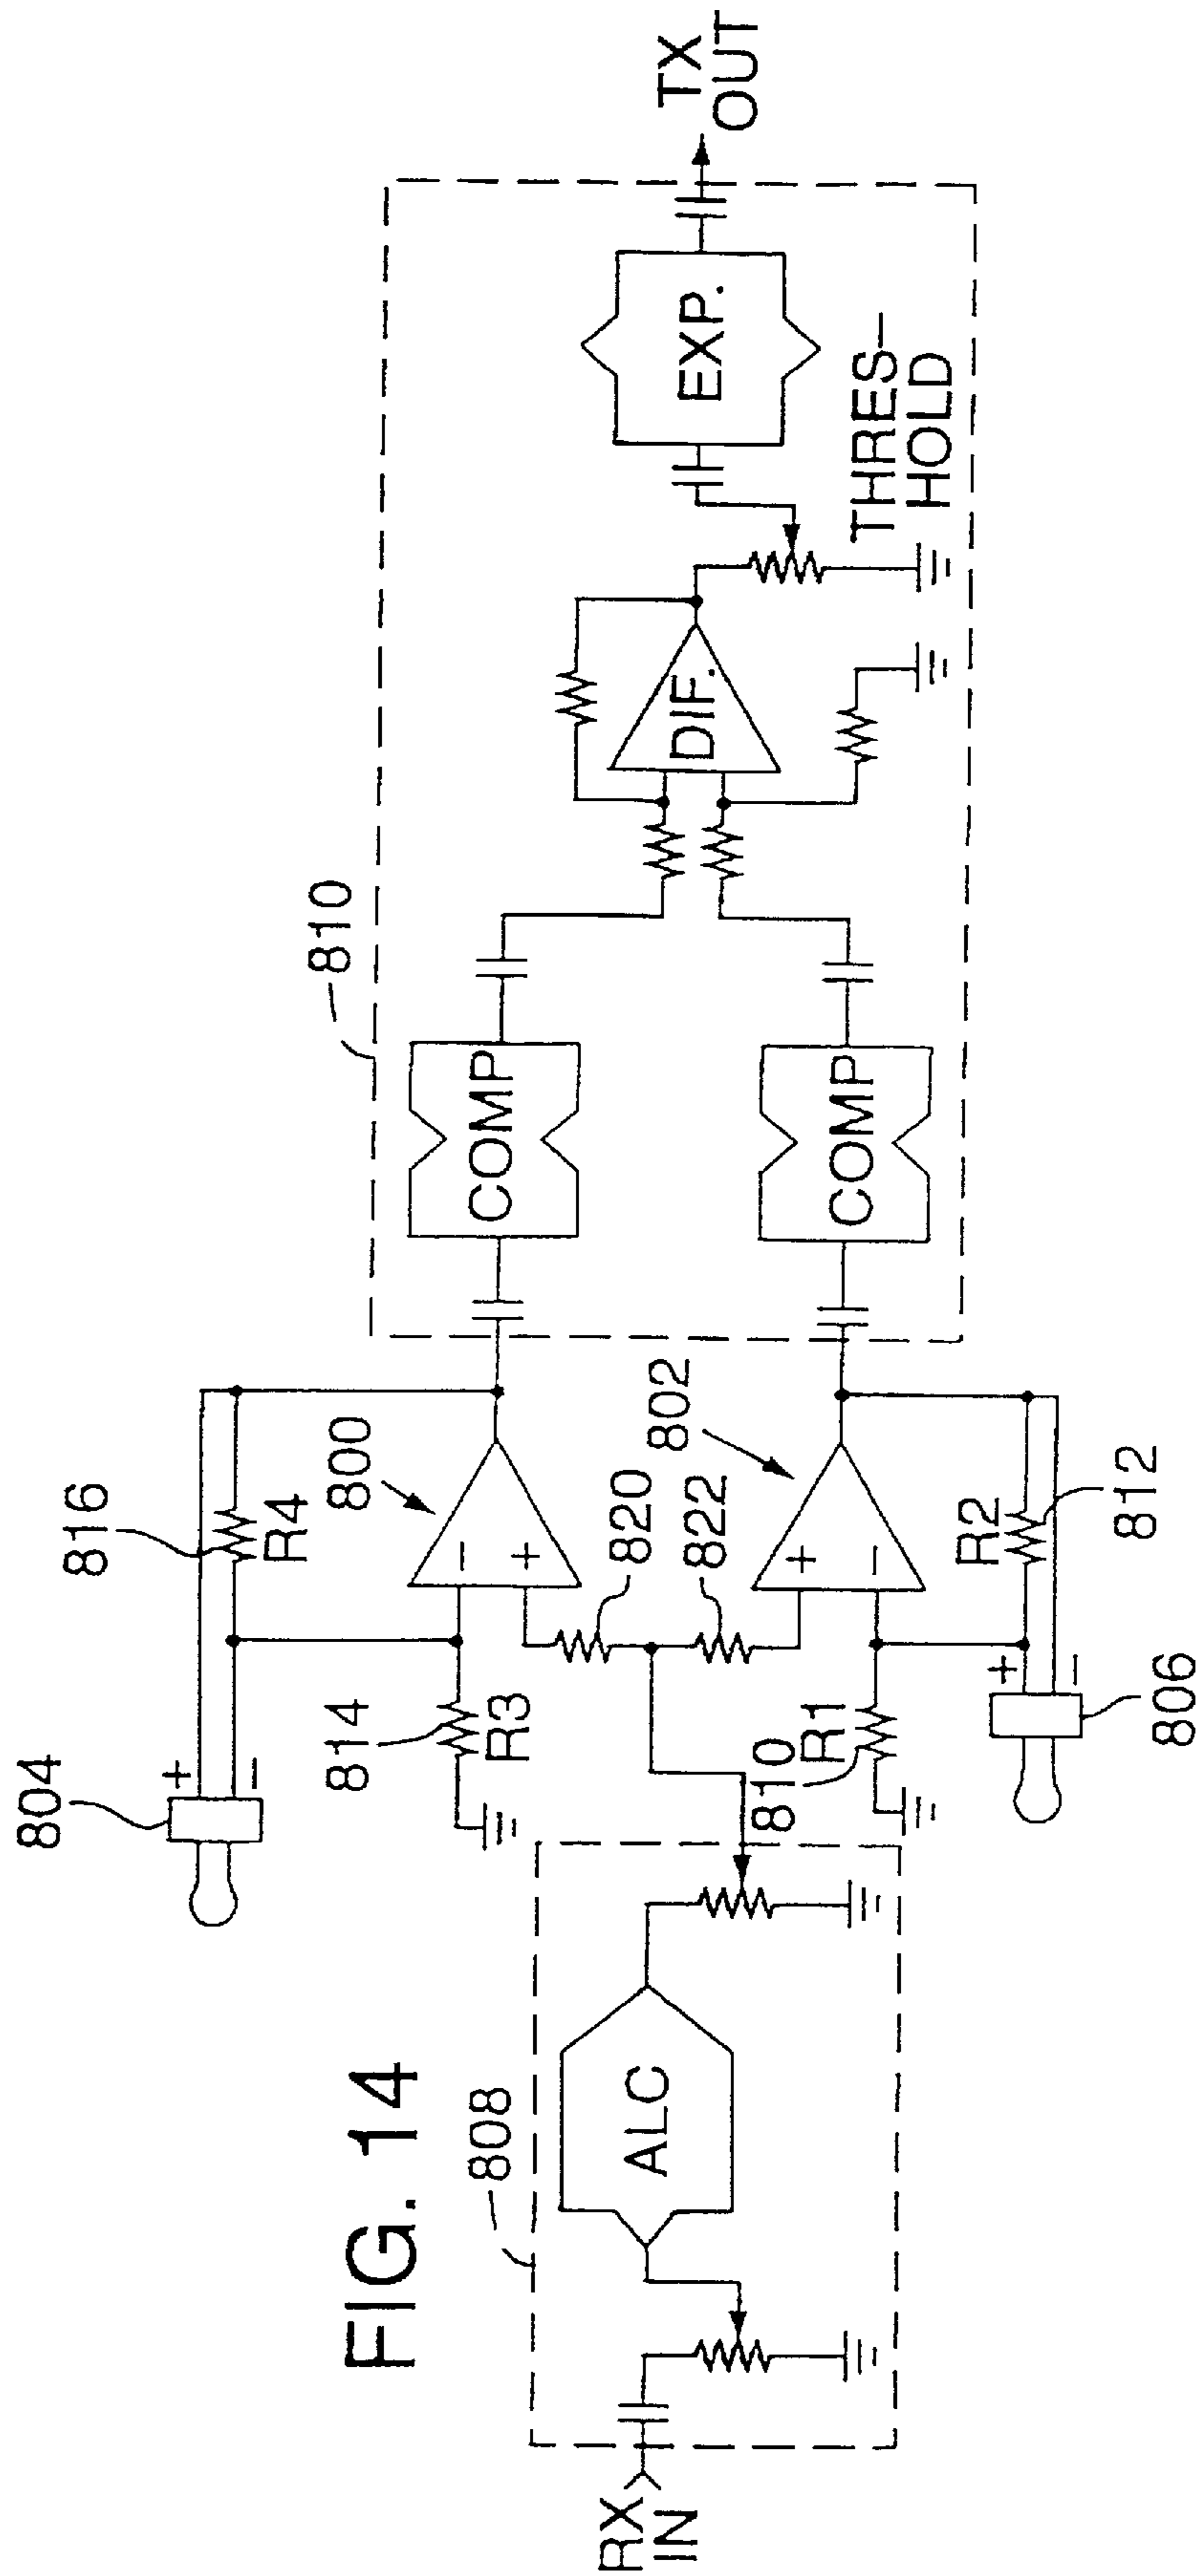 FIG. 14
RX
IN
808
ALC
804
+
−
814
R3
816
R4
800
−
+
820
822
802
+
−
810
R1
R2
812
+
−
806
810
COMP
COMP
DIF.
THRES–
HOLD
EXP.
TX
OUT